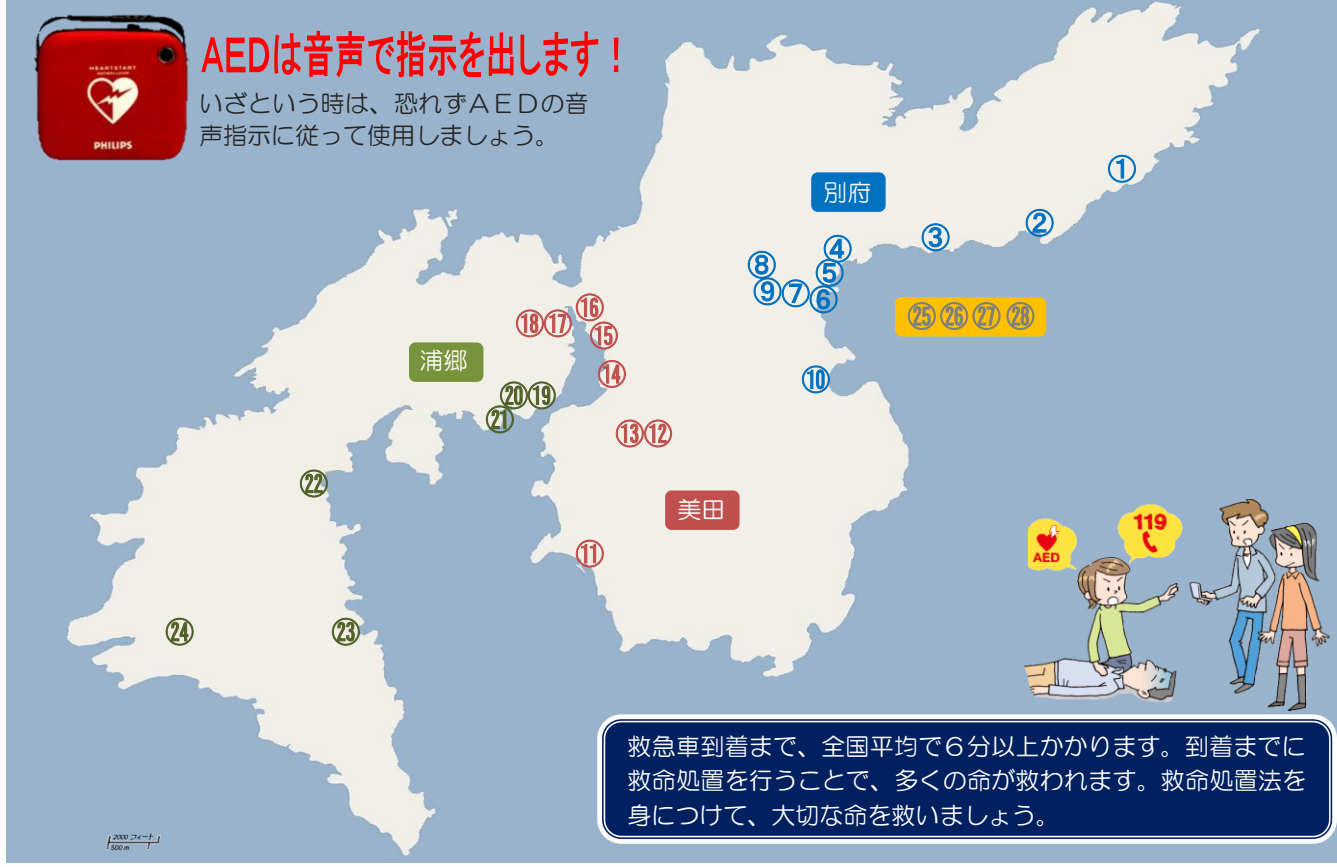 AEDは音声で指示を出します！
いざという時は、恐れずＡＥＤの音
声指示に従って使用しましょう。
HEARTSTART
DEFIBRILLATOR
PHILIPS
別府
①
②
③
④
⑤
⑧
⑨⑦⑥
㉕㉖㉗㉘
⑯
⑱⑰
⑮
浦郷
⑭
⑩
⑳⑲
㉑
⑬⑫
㉒
美田
⑪
㉔
㉓
AED
119
救急車到着まで、全国平均で６分以上かかります。到着までに
救命処置を行うことで、多くの命が救われます。救命処置法を
身につけて、大切な命を救いましょう。
2000 フィート
500 m